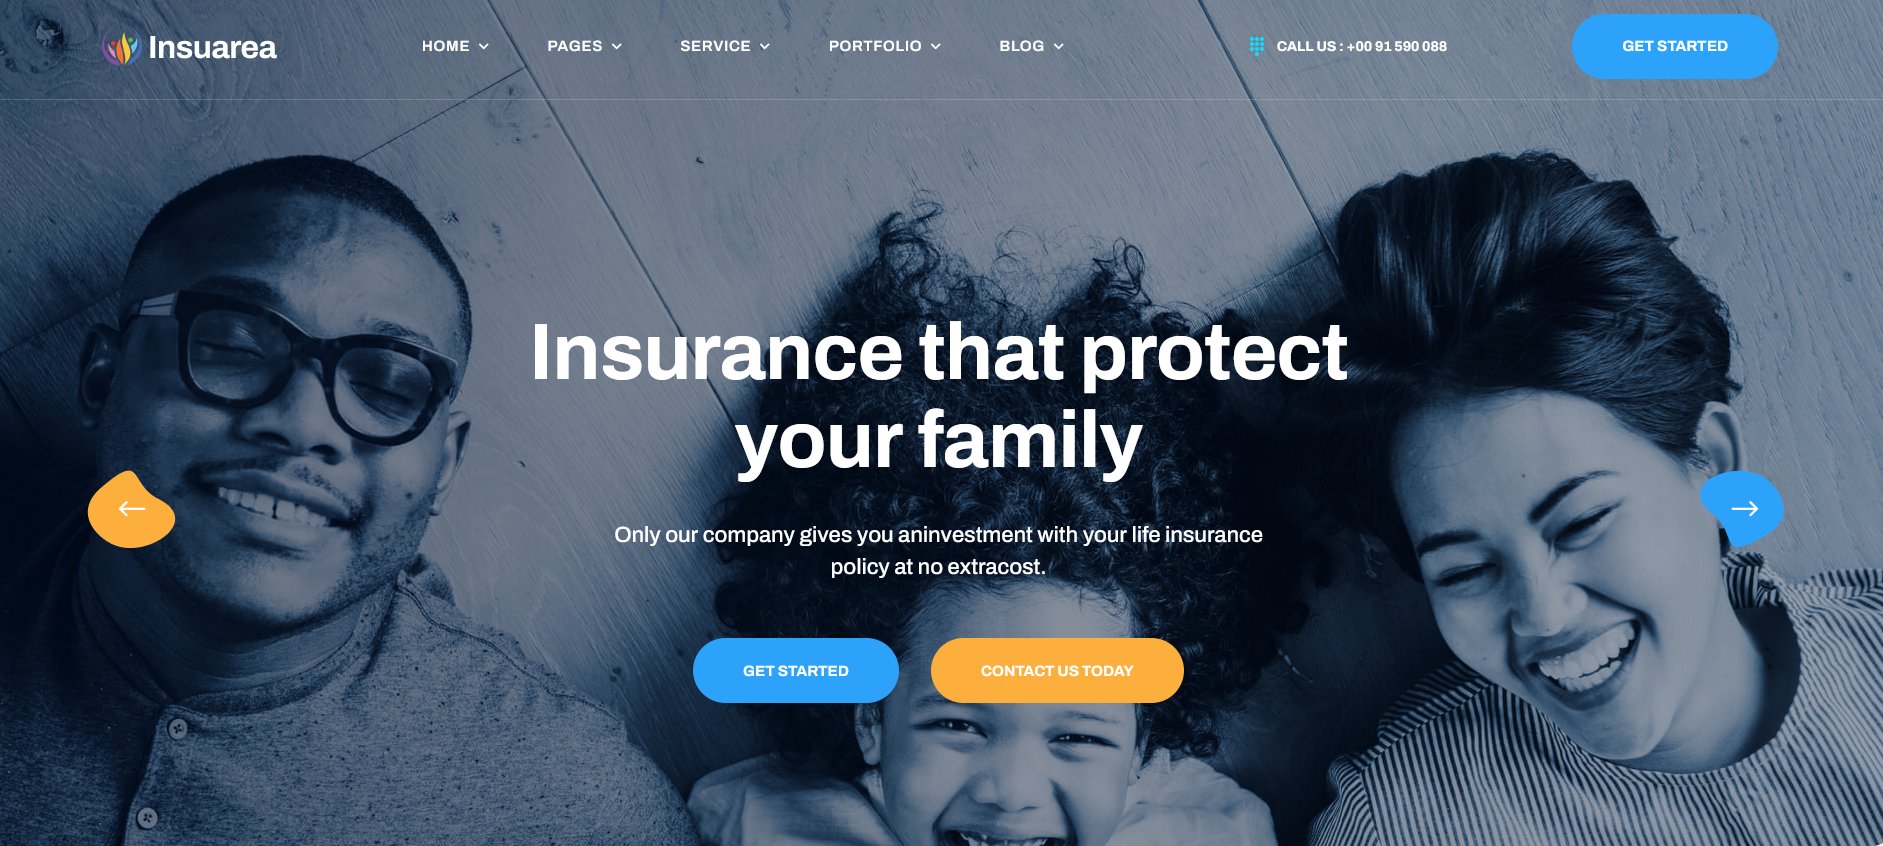 Insuarea
HOME
PAGES
SERVICE
PORTFOLIO
BLOG
CALL US : +00 91 590 088
GET STARTED
Insurance that protect
your family
Only our company gives you aninvestment with your life insurance
policy at no extracost.
GET STARTED
CONTACT US TODAY